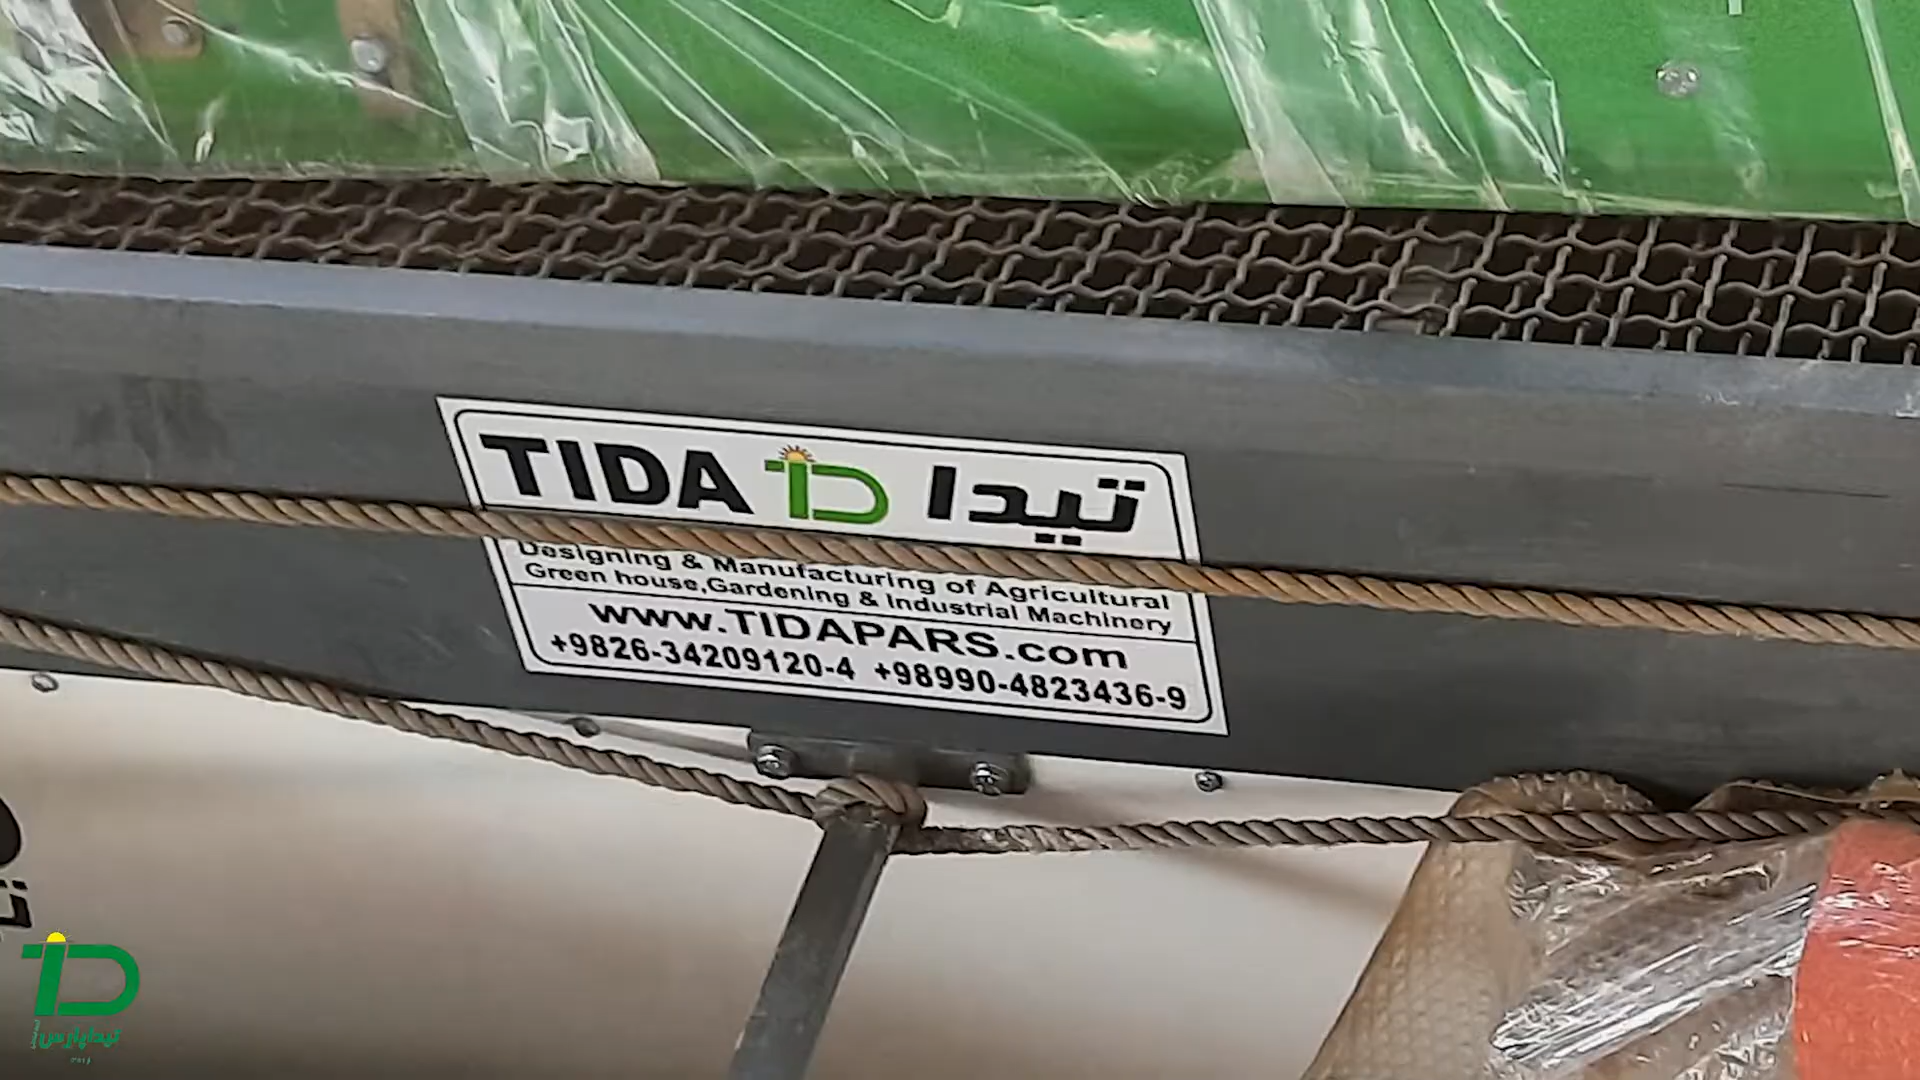 TIDA تیدا
Designing & Manufacturing of Agricultural
Green house,Gardening & Industrial Machinery
www.TIDAPARS.com
+9826-34209120-4 +98990-4823436-9
تیداپارس